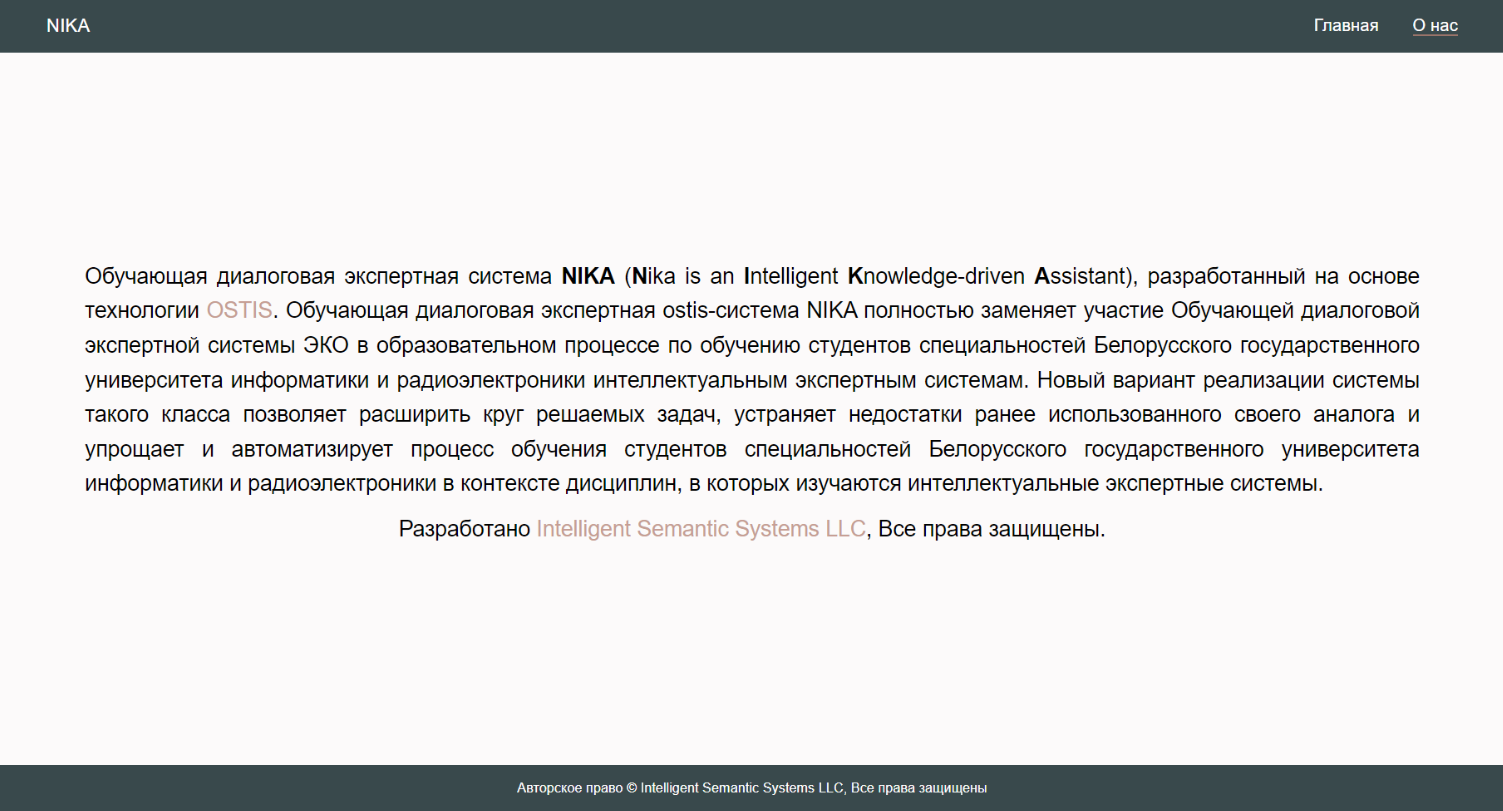 NIKA
Главная
О нас
Обучающая диалоговая экспертная система NIKA (Nika is an Intelligent Knowledge-driven Assistant), разработанный на основе
технологии OSTIS. Обучающая диалоговая экспертная ostis-система NIKA полностью заменяет участие Обучающей диалоговой
экспертной системы ЭКО в образовательном процессе по обучению студентов специальностей Белорусского государственного
университета информатики и радиоэлектроники интеллектуальным экспертным системам. Новый вариант реализации системы
такого класса позволяет расширить круг решаемых задач, устраняет недостатки ранее использованного своего аналога и
упрощает и автоматизирует процесс обучения студентов специальностей Белорусского государственного университета
информатики и радиоэлектроники в контексте дисциплин, в которых изучаются интеллектуальные экспертные системы.
Разработано Intelligent Semantic Systems LLC, Все права защищены.
Авторское право © Intelligent Semantic Systems LLC, Все права защищены